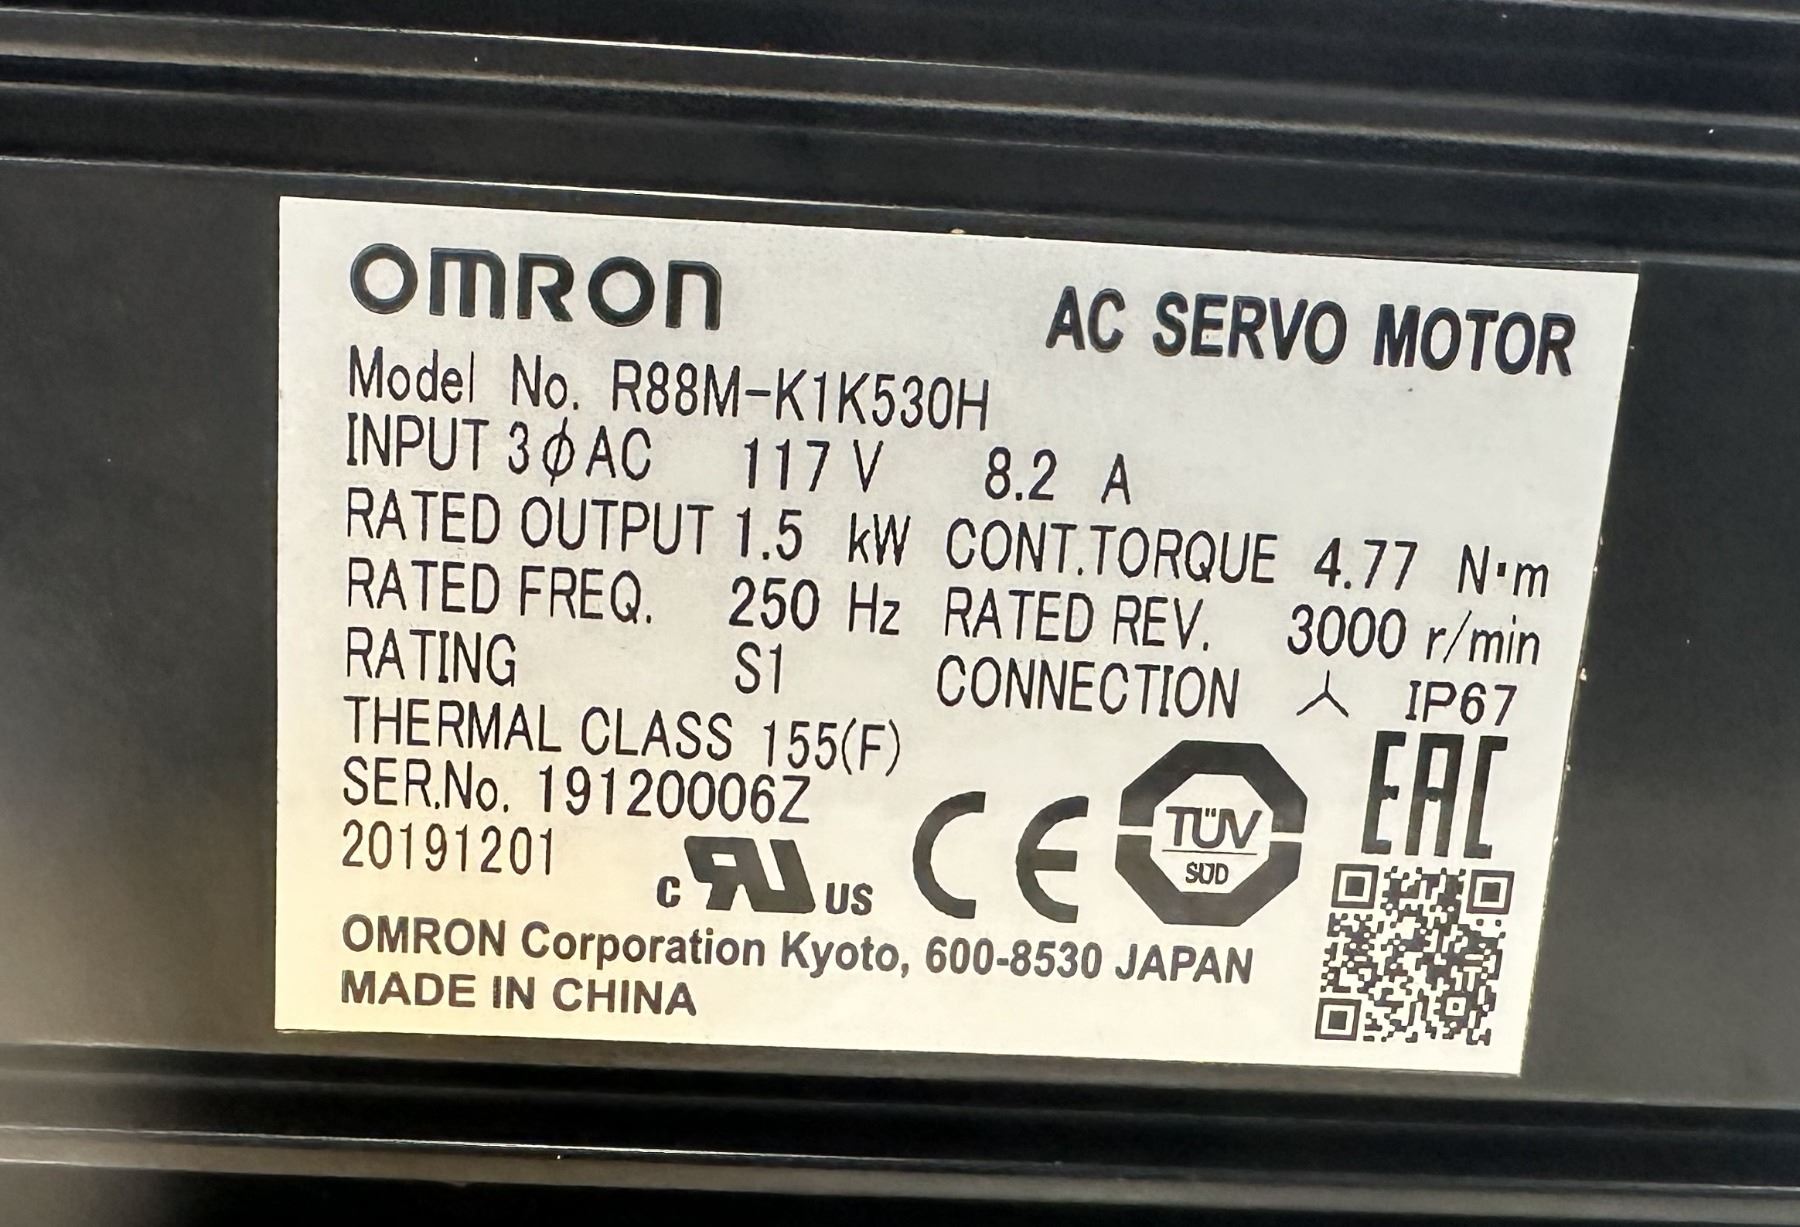 OMRON
AC SERVO MOTOR
Model No. R88M-K1K530H
INPUT 3ϕAC 117 V 8.2 A
RATED OUTPUT 1.5 kW CONT.TORQUE 4.77 N·m
RATED FREQ. 250 Hz RATED REV. 3000 r/min
RATING S1 CONNECTION ⅄ IP67
THERMAL CLASS 155(F)
SER.No. 19120006Z
20191201
c RU US CE TÜV SÜD EAC
OMRON Corporation Kyoto, 600-8530 JAPAN
MADE IN CHINA